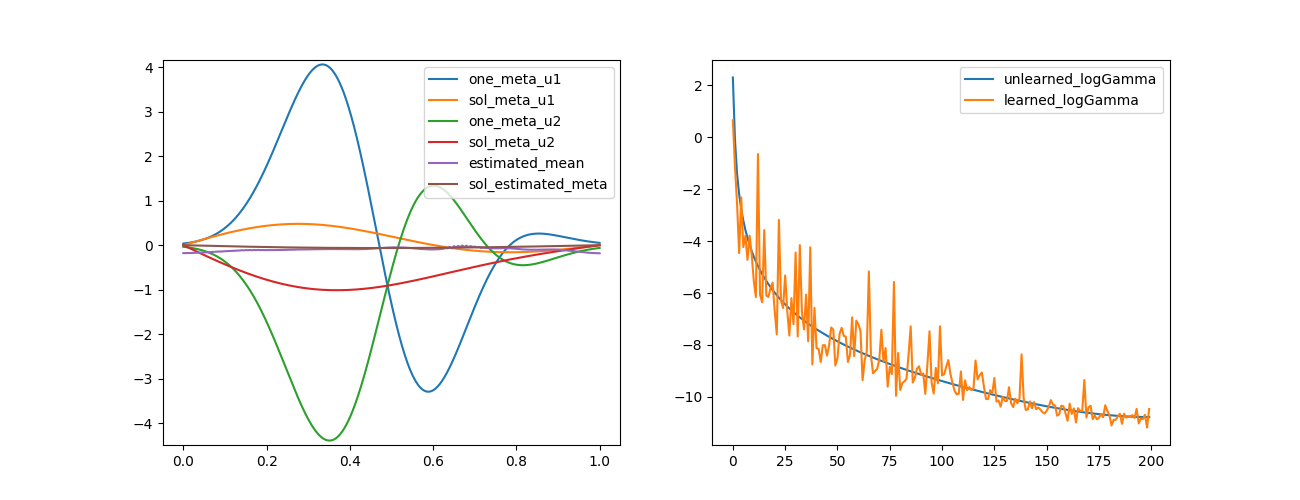 4
3
2
1
0
−1
−2
−3
−4
0.0 0.2 0.4 0.6 0.8 1.0
one_meta_u1
sol_meta_u1
one_meta_u2
sol_meta_u2
estimated_mean
sol_estimated_meta
2
0
−2
−4
−6
−8
−10
0 25 50 75 100 125 150 175 200
unlearned_logGamma
learned_logGamma